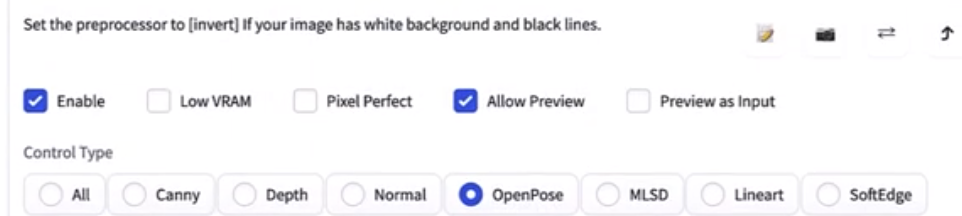 Set the preprocessor to [invert] If your image has white background and black lines.
Enable Low VRAM Pixel Perfect Allow Preview Preview as Input
Control Type
All Canny Depth Normal OpenPose MLSD Lineart SoftEdge